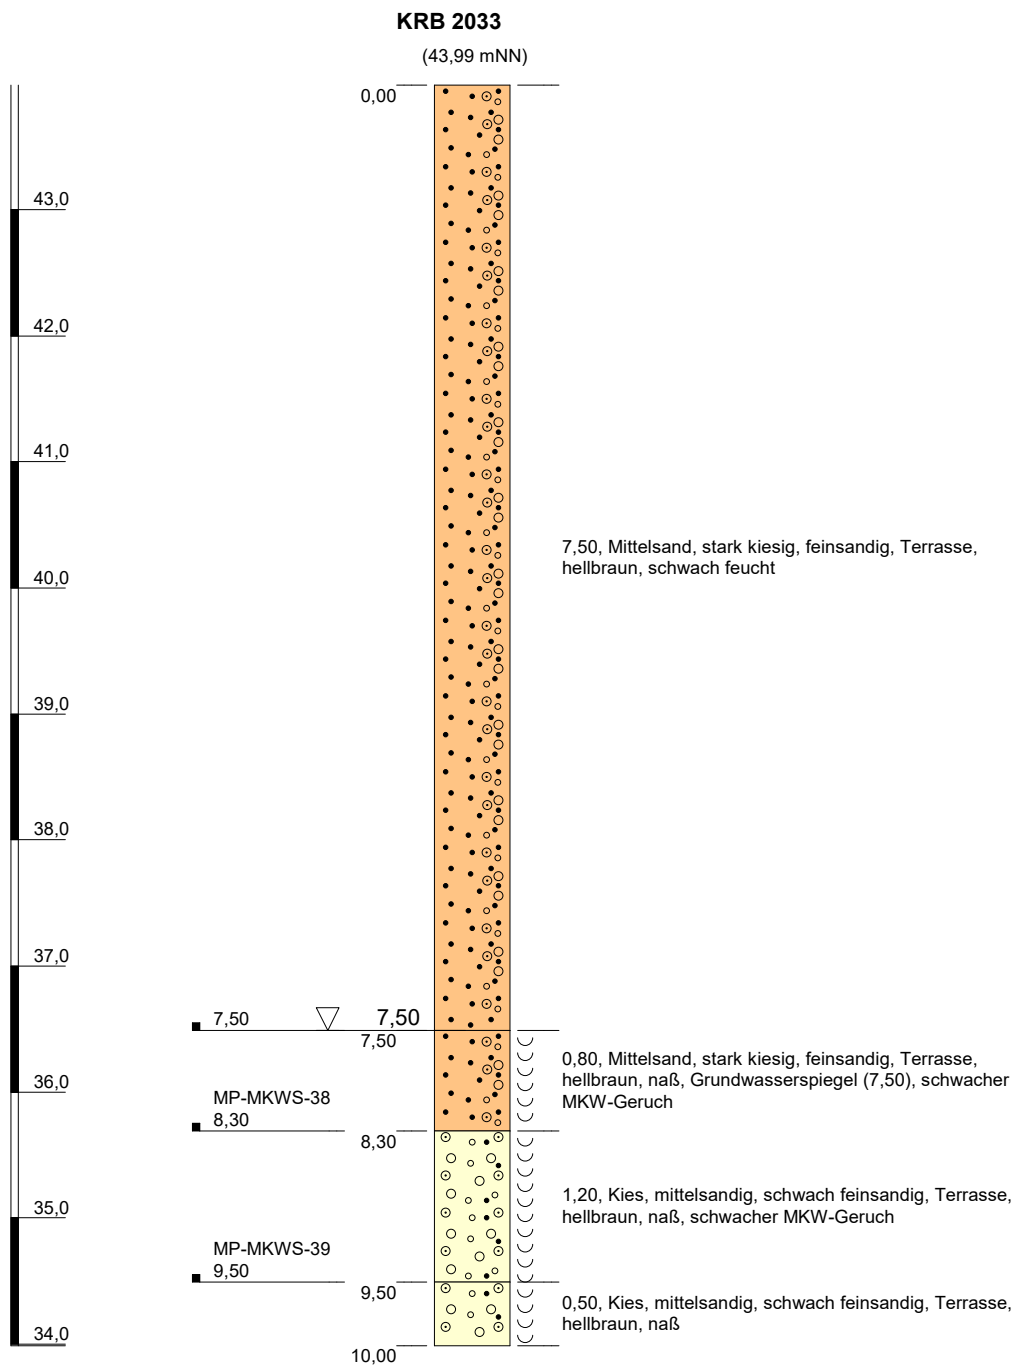 KRB 2033
(43,99 mNN)
0,00
43,0
42,0
41,0
7,50, Mittelsand, stark kiesig, feinsandig, Terrasse,
hellbraun, schwach feucht
40,0
39,0
38,0
37,0
7,50
7,50
7,50
0,80, Mittelsand, stark kiesig, feinsandig, Terrasse,
hellbraun, naß, Grundwasserspiegel (7,50), schwacher
MKW-Geruch
36,0
MP-MKWS-38
8,30
8,30
1,20, Kies, mittelsandig, schwach feinsandig, Terrasse,
hellbraun, naß, schwacher MKW-Geruch
35,0
MP-MKWS-39
9,50
9,50
0,50, Kies, mittelsandig, schwach feinsandig, Terrasse,
hellbraun, naß
34,0
10,00